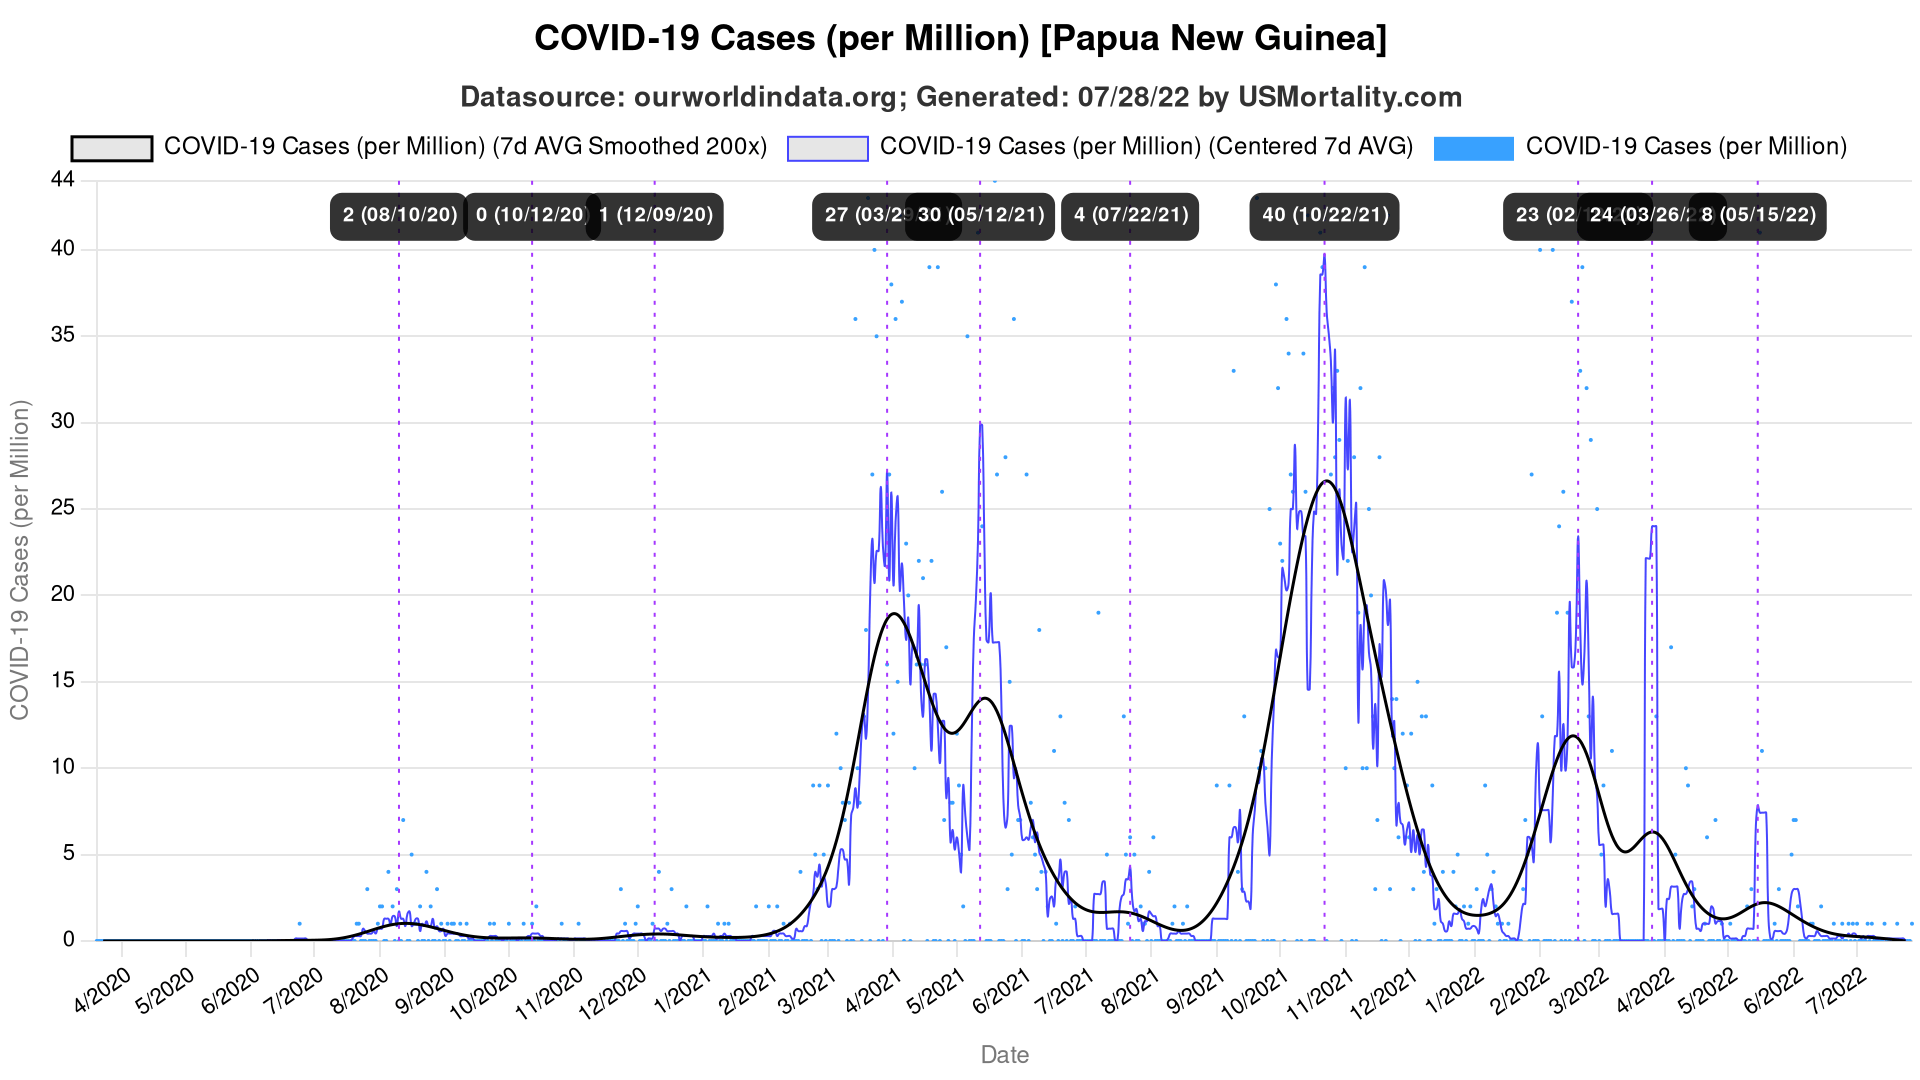 COVID-19 Cases (per Million) [Papua New Guinea]
Datasource: ourworldindata.org; Generated: 07/28/22 by USMortality.com
COVID-19 Cases (per Million) (7d AVG Smoothed 200x) COVID-19 Cases (per Million) (Centered 7d AVG) COVID-19 Cases (per Million)
2 (08/10/20) 0 (10/12/20) 1 (12/09/20) 27 (03/29 30 (05/12/21) 4 (07/22/21) 40 (10/22/21) 23 (02/ 24 (03/26/22) 8 (05/15/22)
44
40
35
30
25
20
15
10
5
0
COVID-19 Cases (per Million)
4/2020 5/2020 6/2020 7/2020 8/2020 9/2020 10/2020 11/2020 12/2020 1/2021 2/2021 3/2021 4/2021 5/2021 6/2021 7/2021 8/2021 9/2021 10/2021 11/2021 12/2021 1/2022 2/2022 3/2022 4/2022 5/2022 6/2022 7/2022
Date